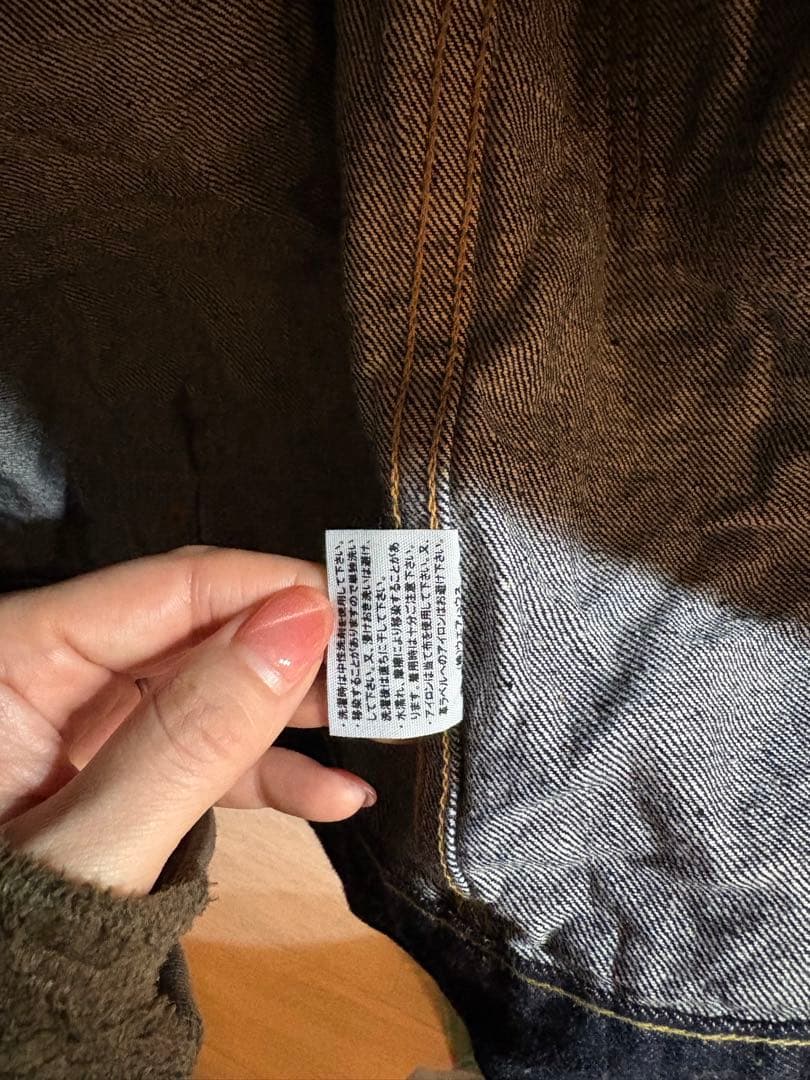 ・洗濯時は中性洗剤を使用して下さい。
・移染することがありますので単独洗い
して下さい。又、漬けおき洗いは避け、
洗濯後は直ちに干して下さい。
・水濡れ、摩擦により移染することがあ
ります。着用時は十分ご注意下さい。
・アイロンは当て布を使用して下さい。又、
革ラベルへのアイロンはお避け下さい。